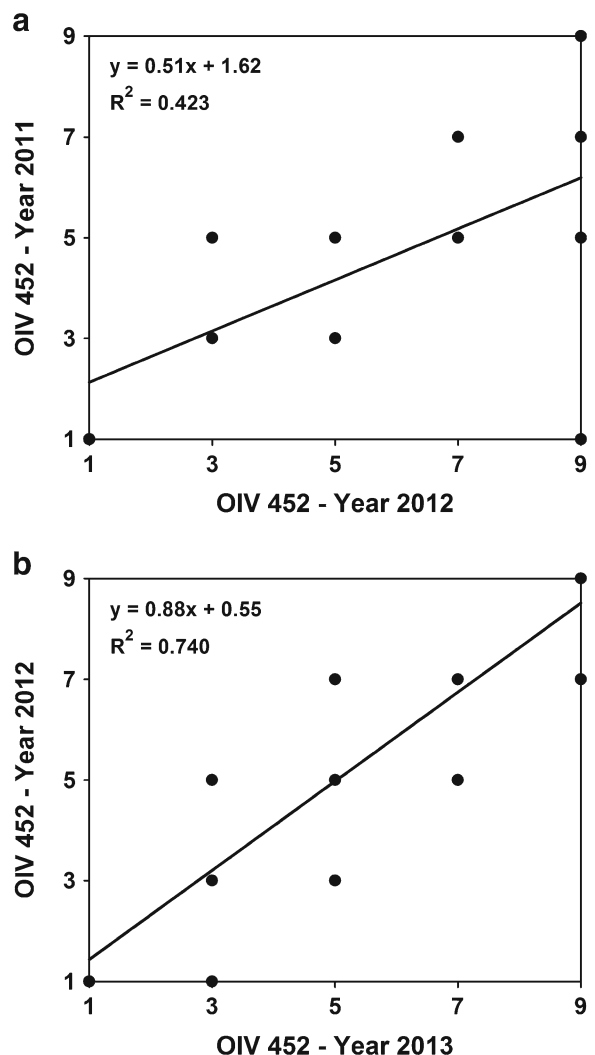 a
y = 0.51x + 1.62
R² = 0.423
9
7
5
3
1
OIV 452 - Year 2011
1 3 5 7 9
OIV 452 - Year 2012
b
y = 0.88x + 0.55
R² = 0.740
9
7
5
3
1
OIV 452 - Year 2012
1 3 5 7 9
OIV 452 - Year 2013